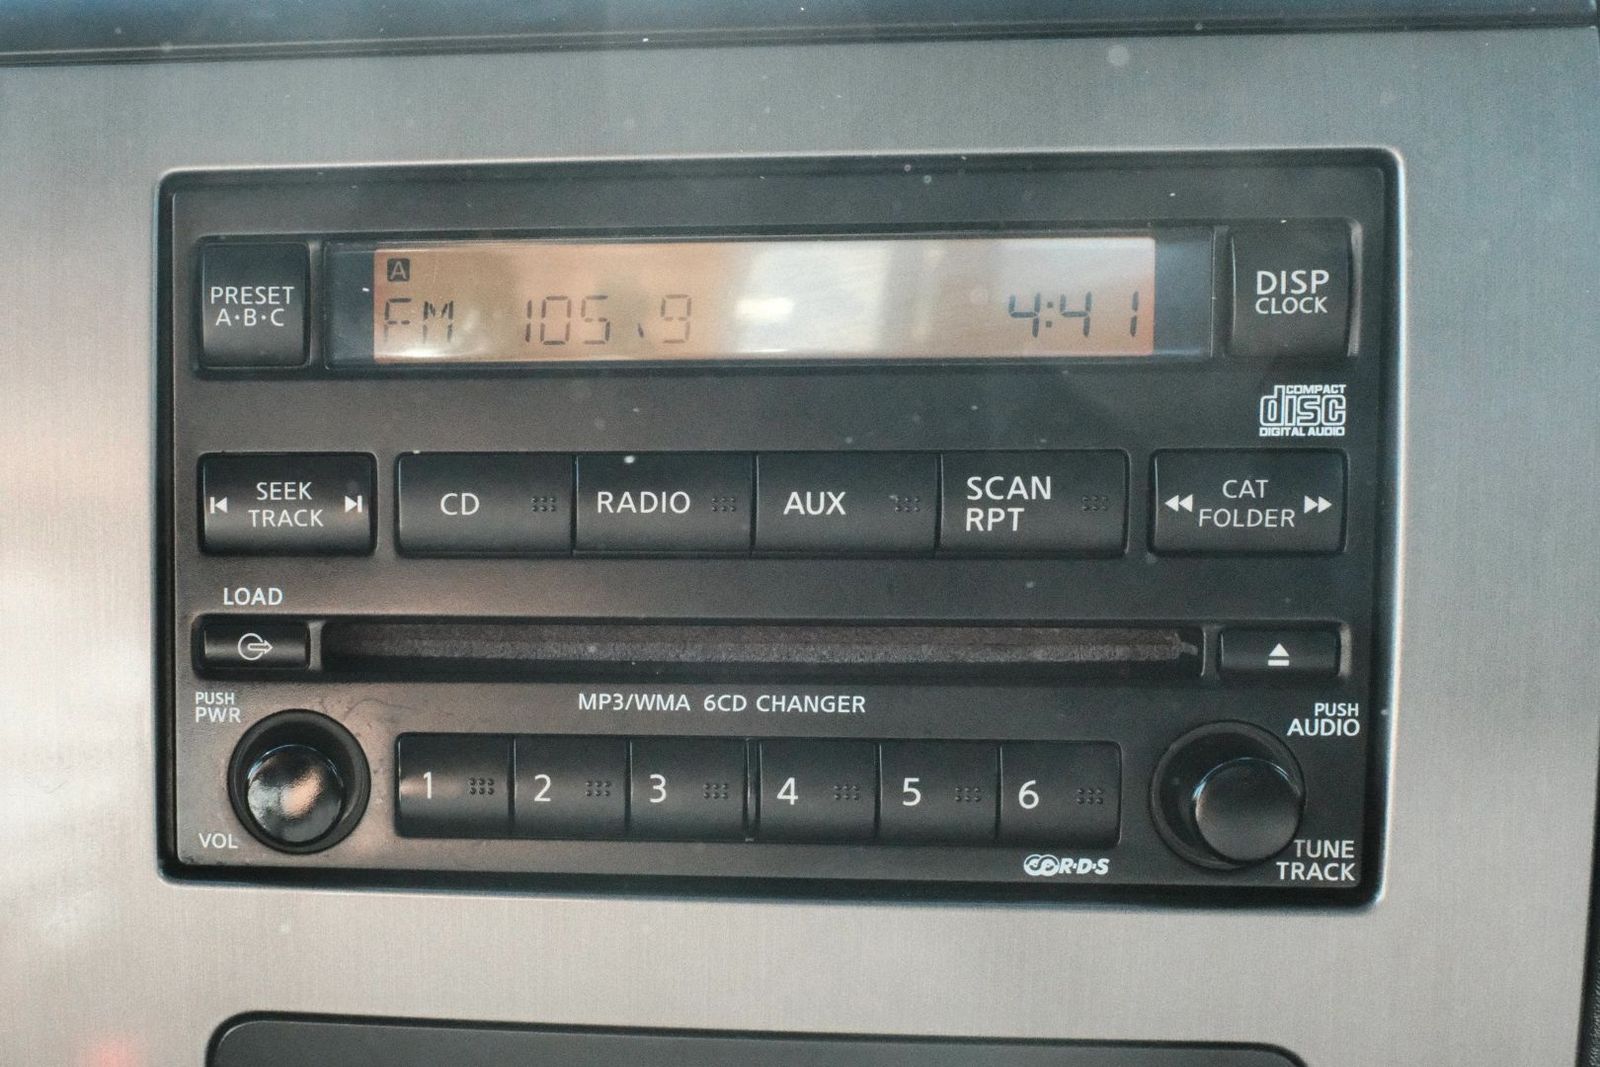 A
FM 105.9 4:41
PRESET
A·B·C
DISP
CLOCK
COMPACT
disc
DIGITAL AUDIO
SEEK
TRACK
CD
RADIO
AUX
SCAN
RPT
CAT
FOLDER
LOAD
MP3/WMA 6CD CHANGER
PUSH
PWR
VOL
1 2 3 4 5 6
PUSH
AUDIO
R·D·S
TUNE
TRACK